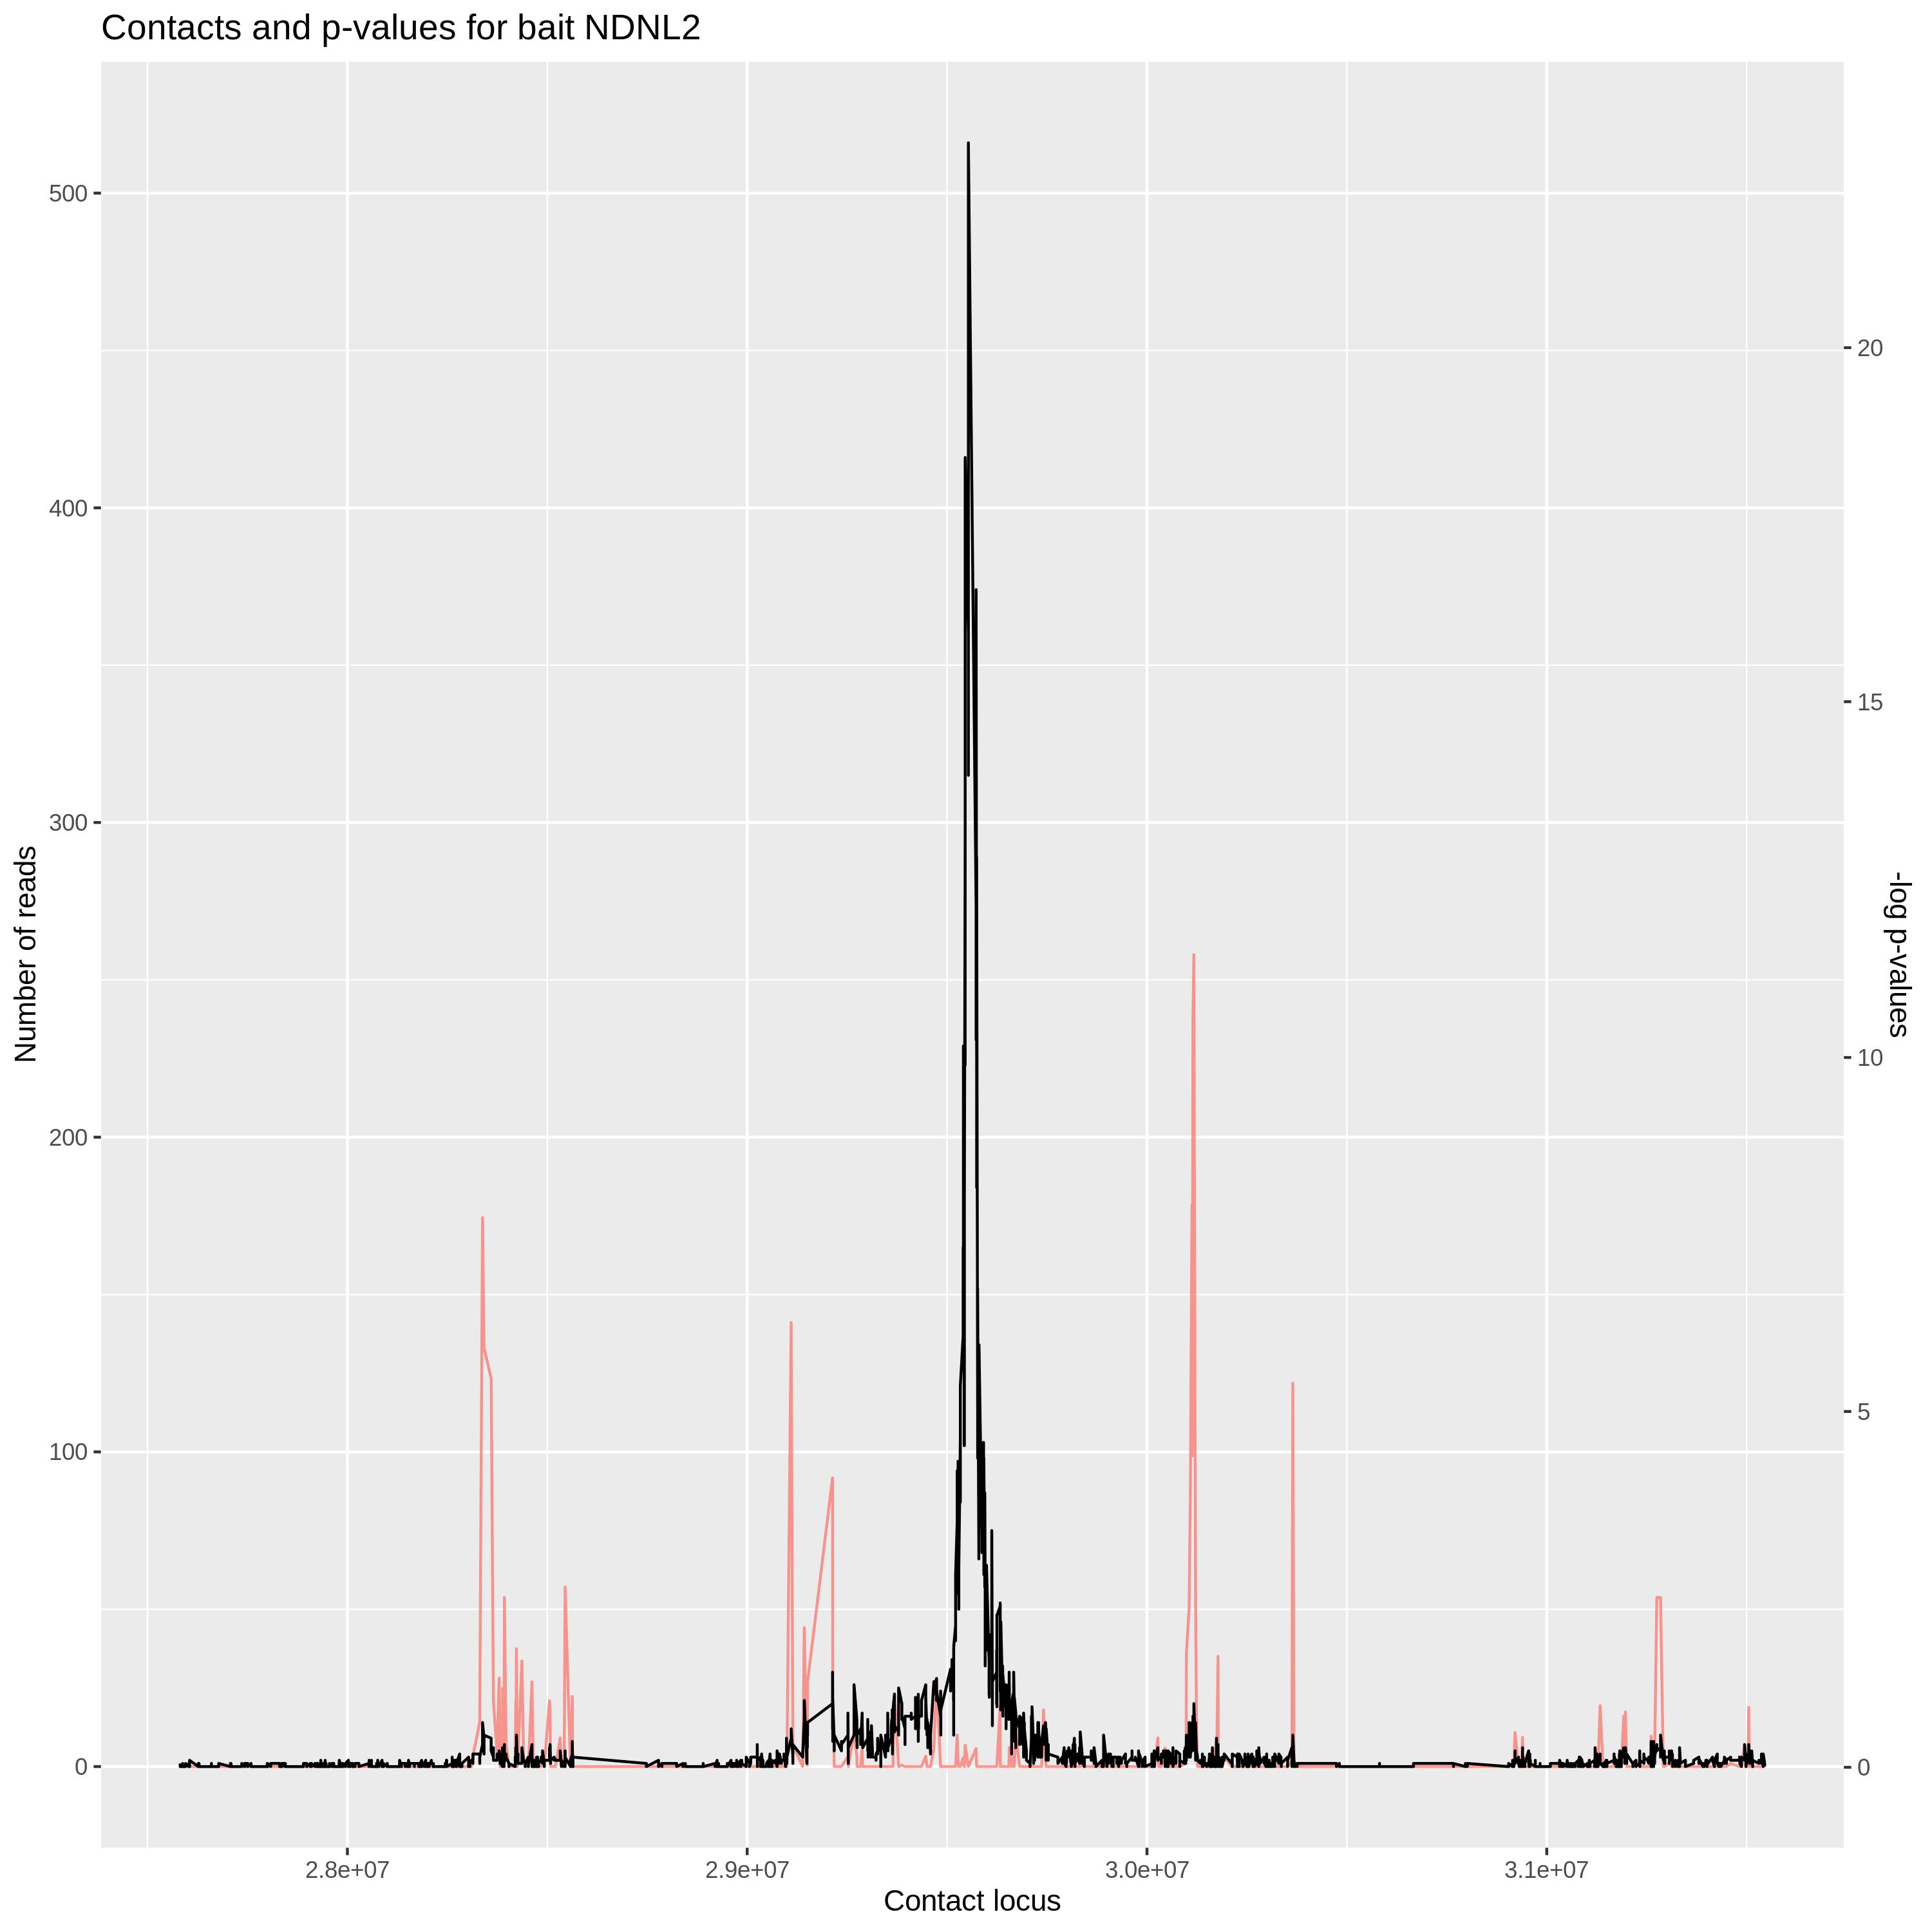 Contacts and p-values for bait NDNL2
Number of reads
500
400
300
200
100
0
20
15
10
5
0
-log p-values
2.8e+07
2.9e+07
3.0e+07
3.1e+07
Contact locus